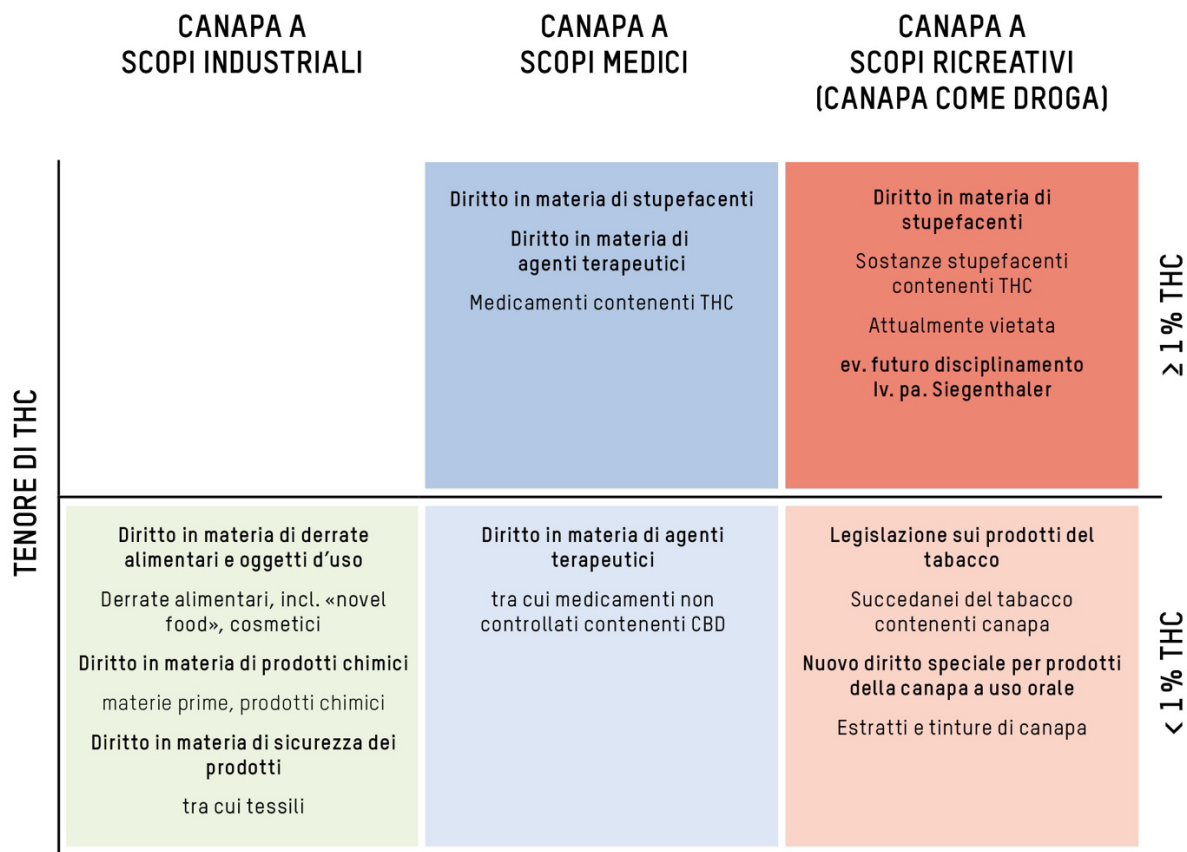 CANAPA A
SCOPI INDUSTRIALI
CANAPA A
SCOPI MEDICI
CANAPA A
SCOPI RICREATIVI
(CANAPA COME DROGA)
TENORE DI THC
Diritto in materia di stupefacenti
Diritto in materia di
agenti terapeutici
Medicamenti contenenti THC
Diritto in materia di
stupefacenti
Sostanze stupefacenti
contenenti THC
Attualmente vietata
ev. futuro disciplinamento
Iv. pa. Siegenthaler
≥ 1% THC
Diritto in materia di derrate
alimentari e oggetti d’uso
Derrate alimentari, incl. «novel
food», cosmetici
Diritto in materia di prodotti chimici
materie prime, prodotti chimici
Diritto in materia di sicurezza dei
prodotti
tra cui tessili
Diritto in materia di agenti
terapeutici
tra cui medicamenti non
controllati contenenti CBD
Legislazione sui prodotti del
tabacco
Succedanei del tabacco
contenenti canapa
Nuovo diritto speciale per prodotti
della canapa a uso orale
Estratti e tinture di canapa
< 1% THC